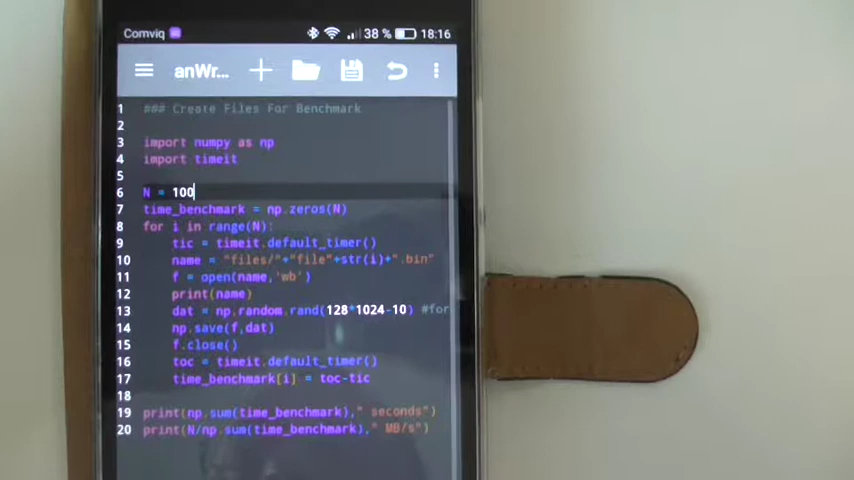 Comviq 38 % 18:16
anWr...
1 ### Create Files For Benchmark
2
3 import numpy as np
4 import timeit
5
6 N = 100
7 time_benchmark = np.zeros(N)
8 for i in range(N):
9 tic = timeit.default_timer()
10 name = "files/"+"file"+str(i)+".bin"
11 f = open(name,'wb')
12 print(name)
13 dat = np.random.rand(128*1024-10) #for
14 np.save(f,dat)
15 f.close()
16 toc = timeit.default_timer()
17 time_benchmark[i] = toc-tic
18
19 print(np.sum(time_benchmark)," seconds")
20 print(N/np.sum(time_benchmark)," MB/s")